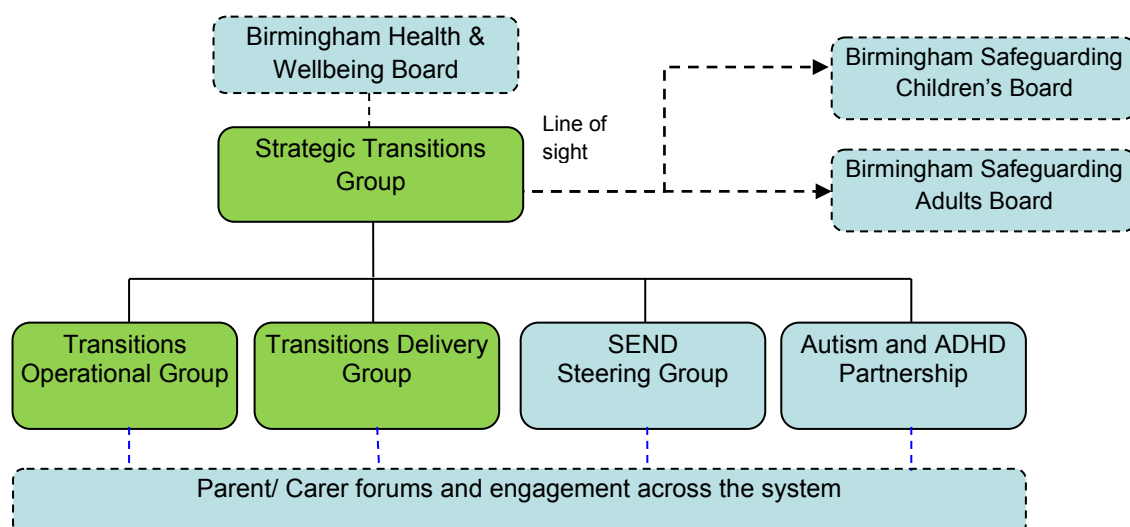 Birmingham Health &
Wellbeing Board
Birmingham Safeguarding
Children’s Board
Line of
sight
Strategic Transitions
Group
Birmingham Safeguarding
Adults Board
Transitions
Operational Group
Transitions Delivery
Group
SEND
Steering Group
Autism and ADHD
Partnership
Parent/ Carer forums and engagement across the system